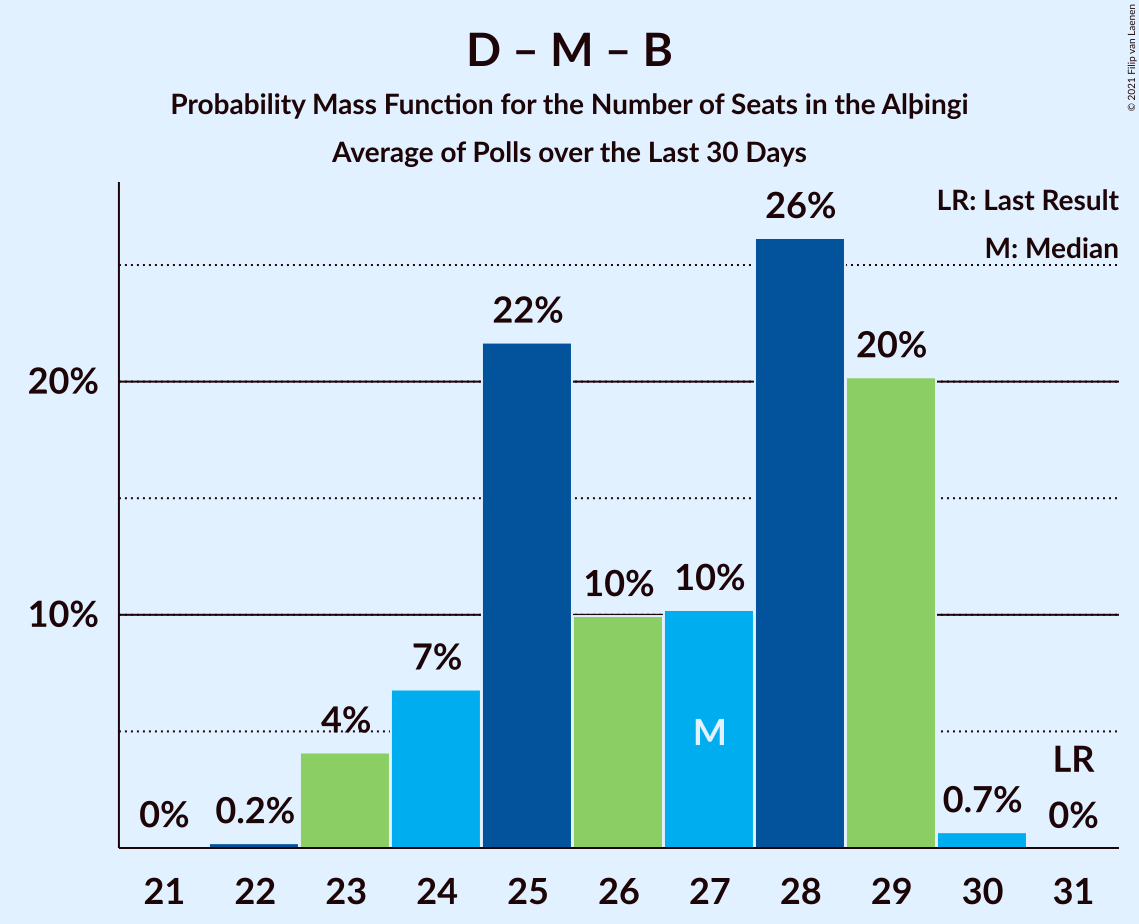 D – M – B
Probability Mass Function for the Number of Seats in the Alþingi
Average of Polls over the Last 30 Days
© 2021 Filip van Laenen
LR: Last Result
M: Median
26%
22%
20%
20%
10%
10%
10%
7%
4%
M
LR
0%
0.2%
0.7%
0%
21 22 23 24 25 26 27 28 29 30 31